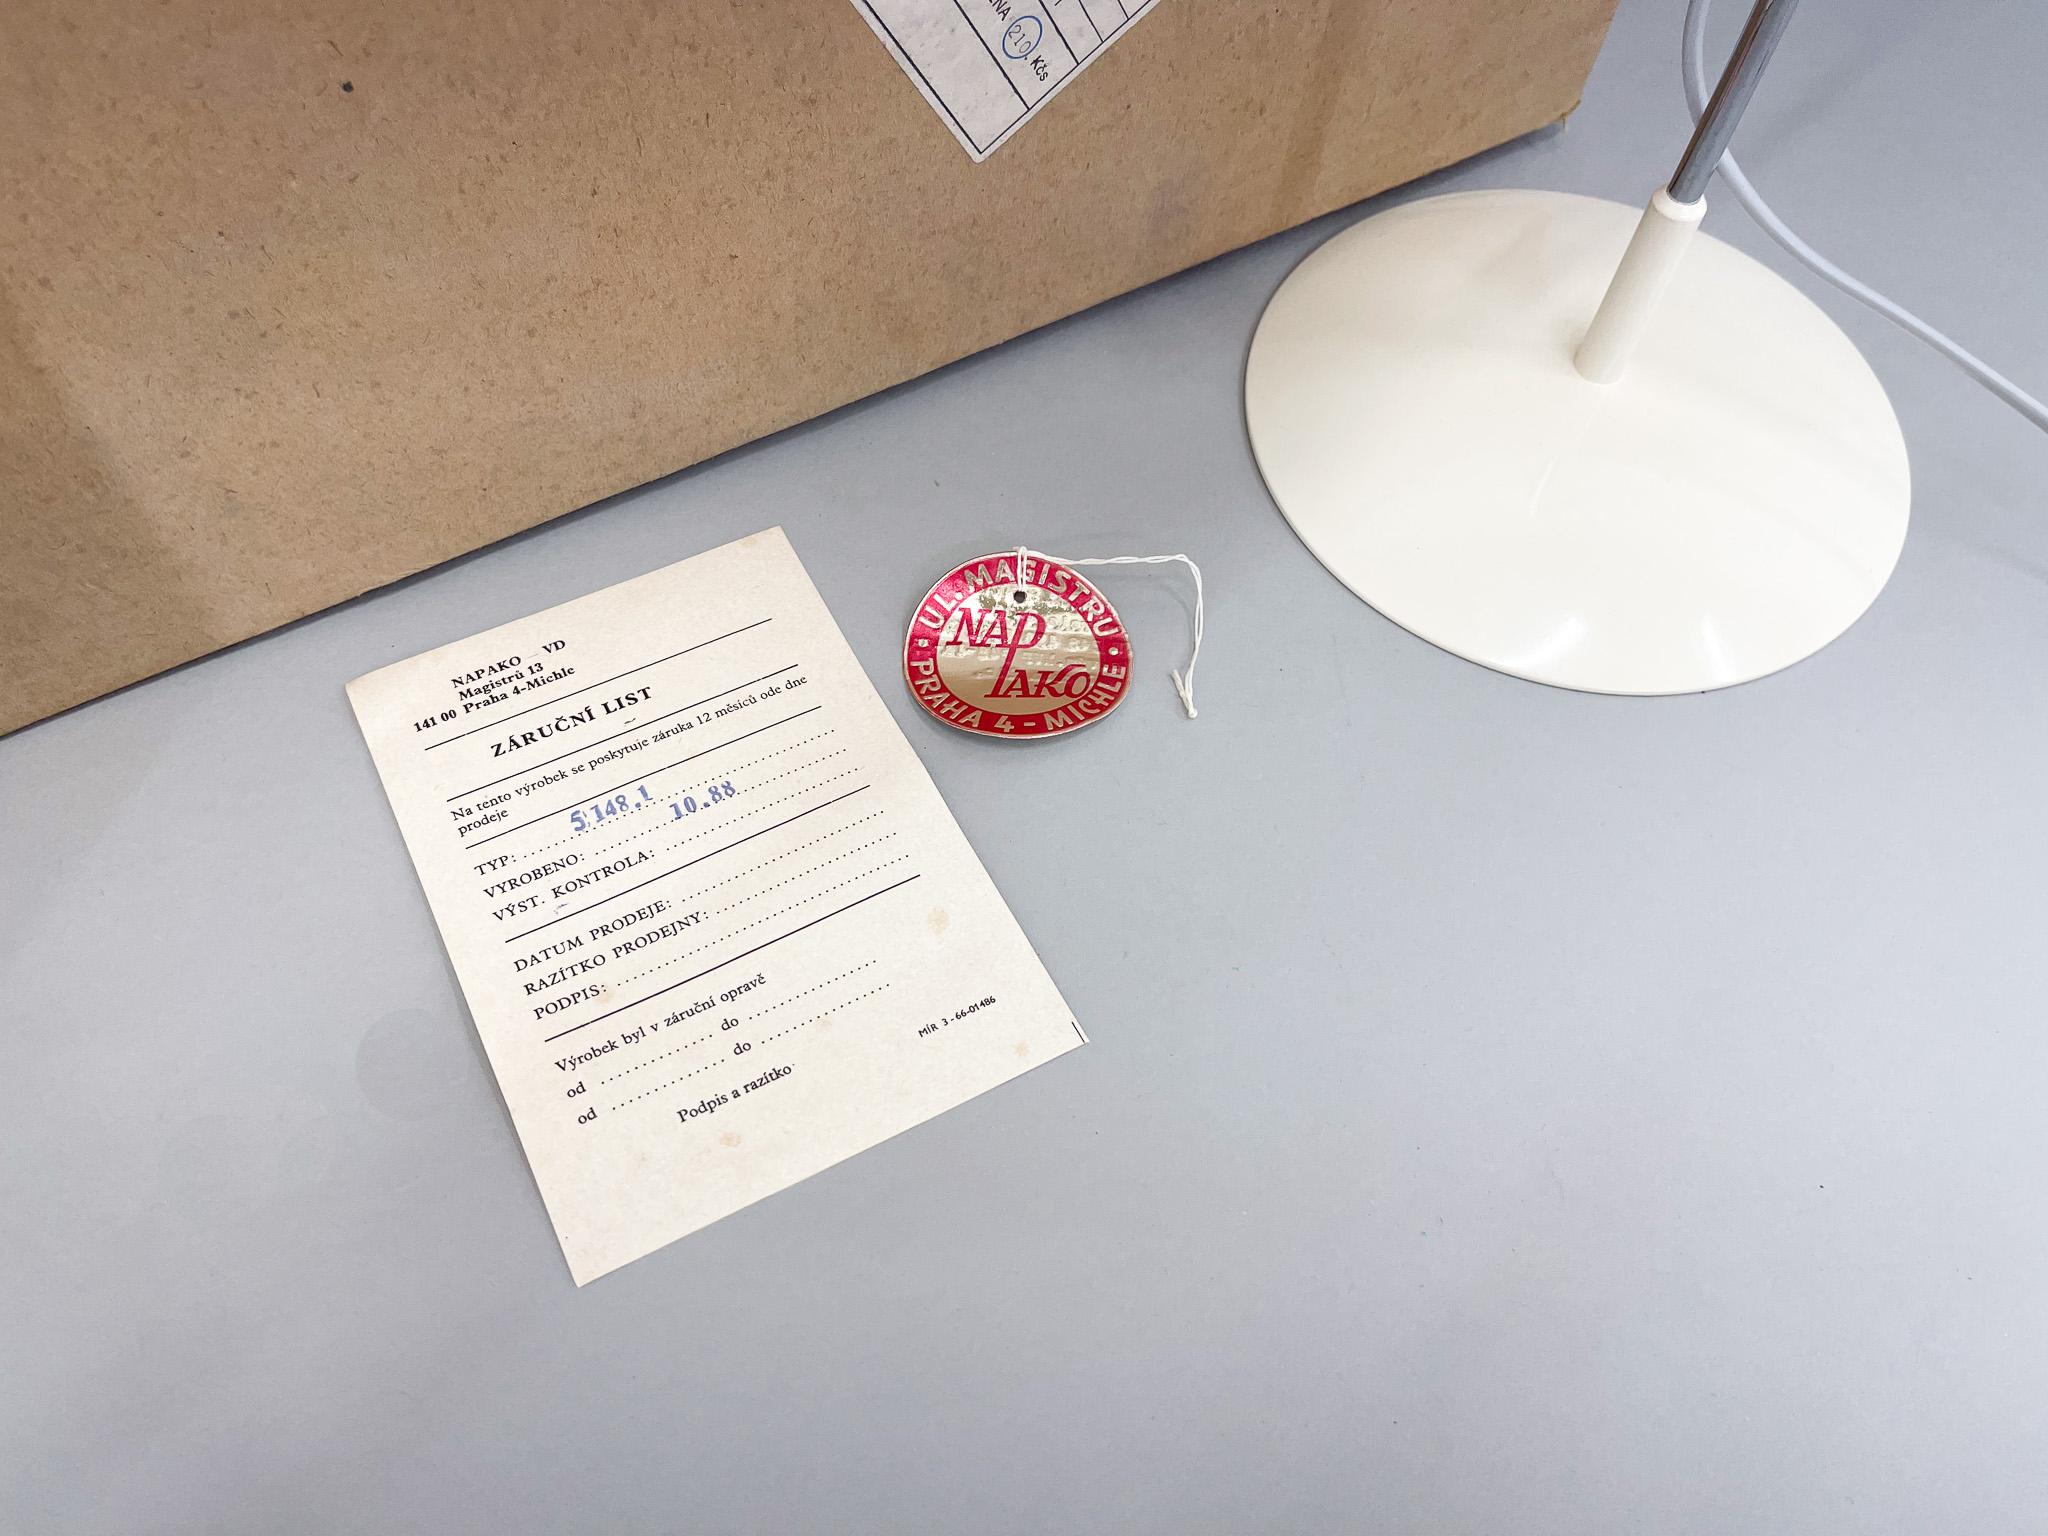 210 Kčs
NAPAKO VD
Magistrů 13
141 00 Praha 4-Michle
ZÁRUČNÍ LIST
Na tento výrobek se poskytuje záruka 12 měsíců ode dne
prodeje
TYP: 5148.1
VYROBENO: 10.88
VÝST. KONTROLA:
DATUM PRODEJE:
RAZÍTKO PRODEJNY:
PODPIS:
Výrobek byl v záruční opravě
od do
od do
Podpis a razítko
MÍR 3-66-01486
UL. MAGISTRŮ
NAPAKO
PRAHA 4 - MICHLE